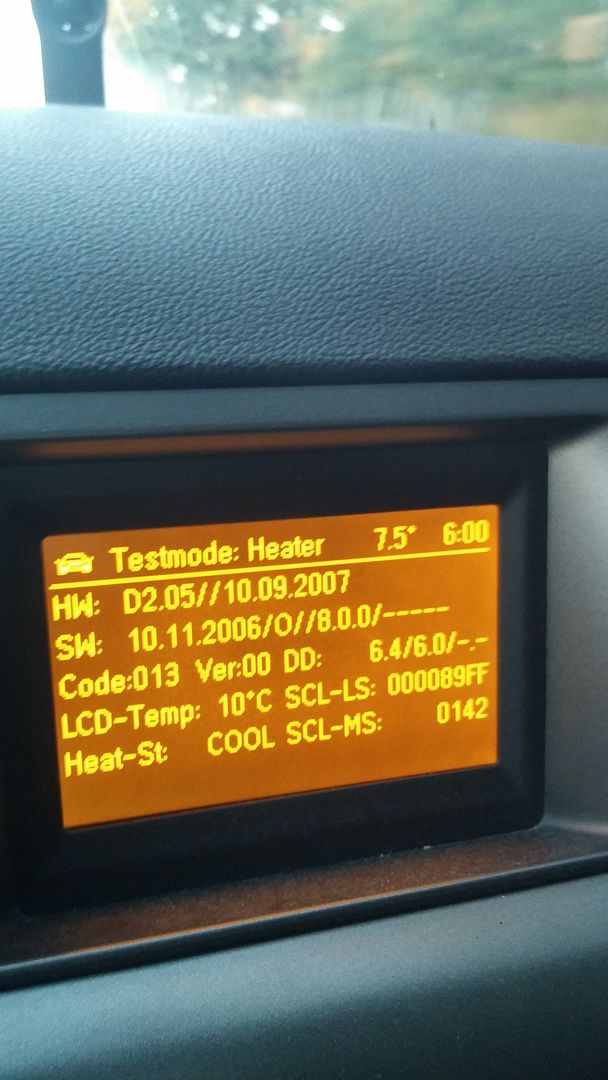 Testmode: Heater 7.5° 6:00
HW: D2.05//10.09.2007
SW: 10.11.2006/O//8.0.0/-----
Code:013 Ver:00 DD: 6.4/6.0/-.-
LCD-Temp: 10°C SCL-LS: 000089FF
Heat-St: COOL SCL-MS: 0142